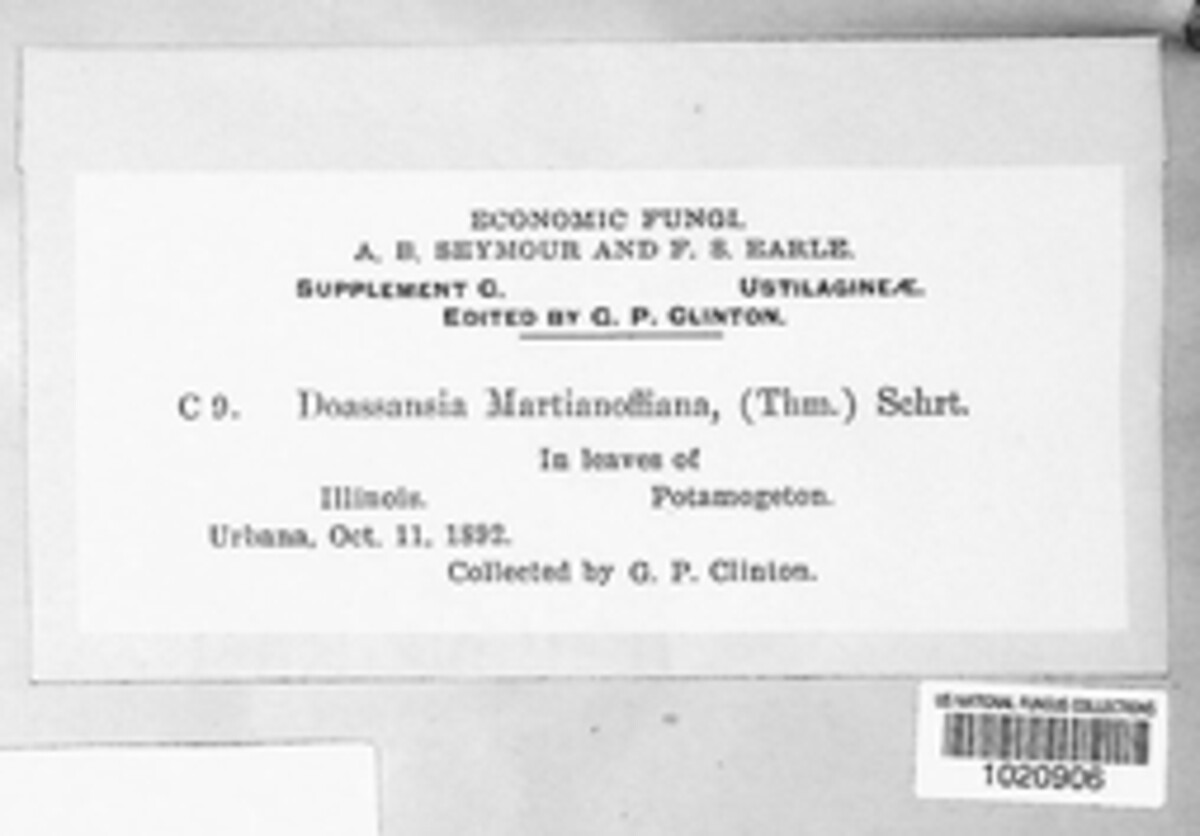 ECONOMIC FUNGI.
A. B. SEYMOUR AND F. S. EARLE.
SUPPLEMENT C. USTILAGINEÆ.
EDITED BY G. P. CLINTON.
C 9. Doassansia Martianoffiana, (Thm.) Schrt.
In leaves of
Illinois. Potamogeton.
Urbana, Oct. 11, 1892.
Collected by G. P. Clinton.
US NATIONAL FUNGUS COLLECTIONS
1020906